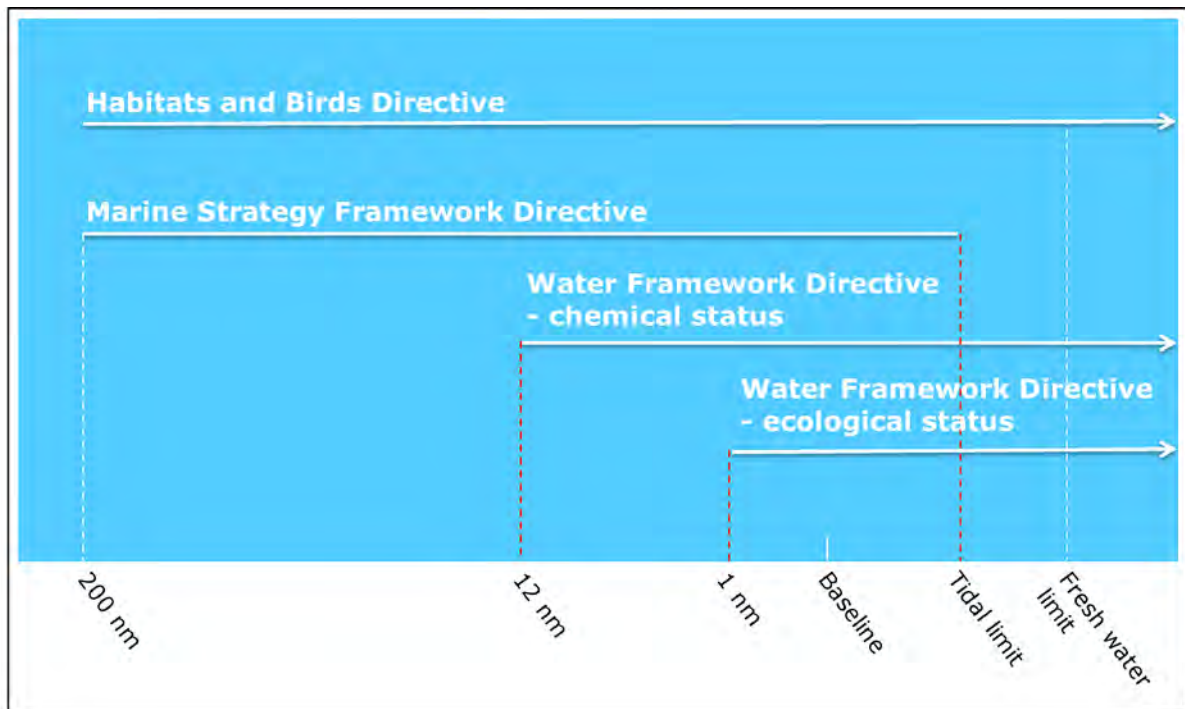 Habitats and Birds Directive
Marine Strategy Framework Directive
Water Framework Directive
- chemical status
Water Framework Directive
- ecological status
200 nm
12 nm
1 nm
Baseline
Tidal limit
Fresh water
limit